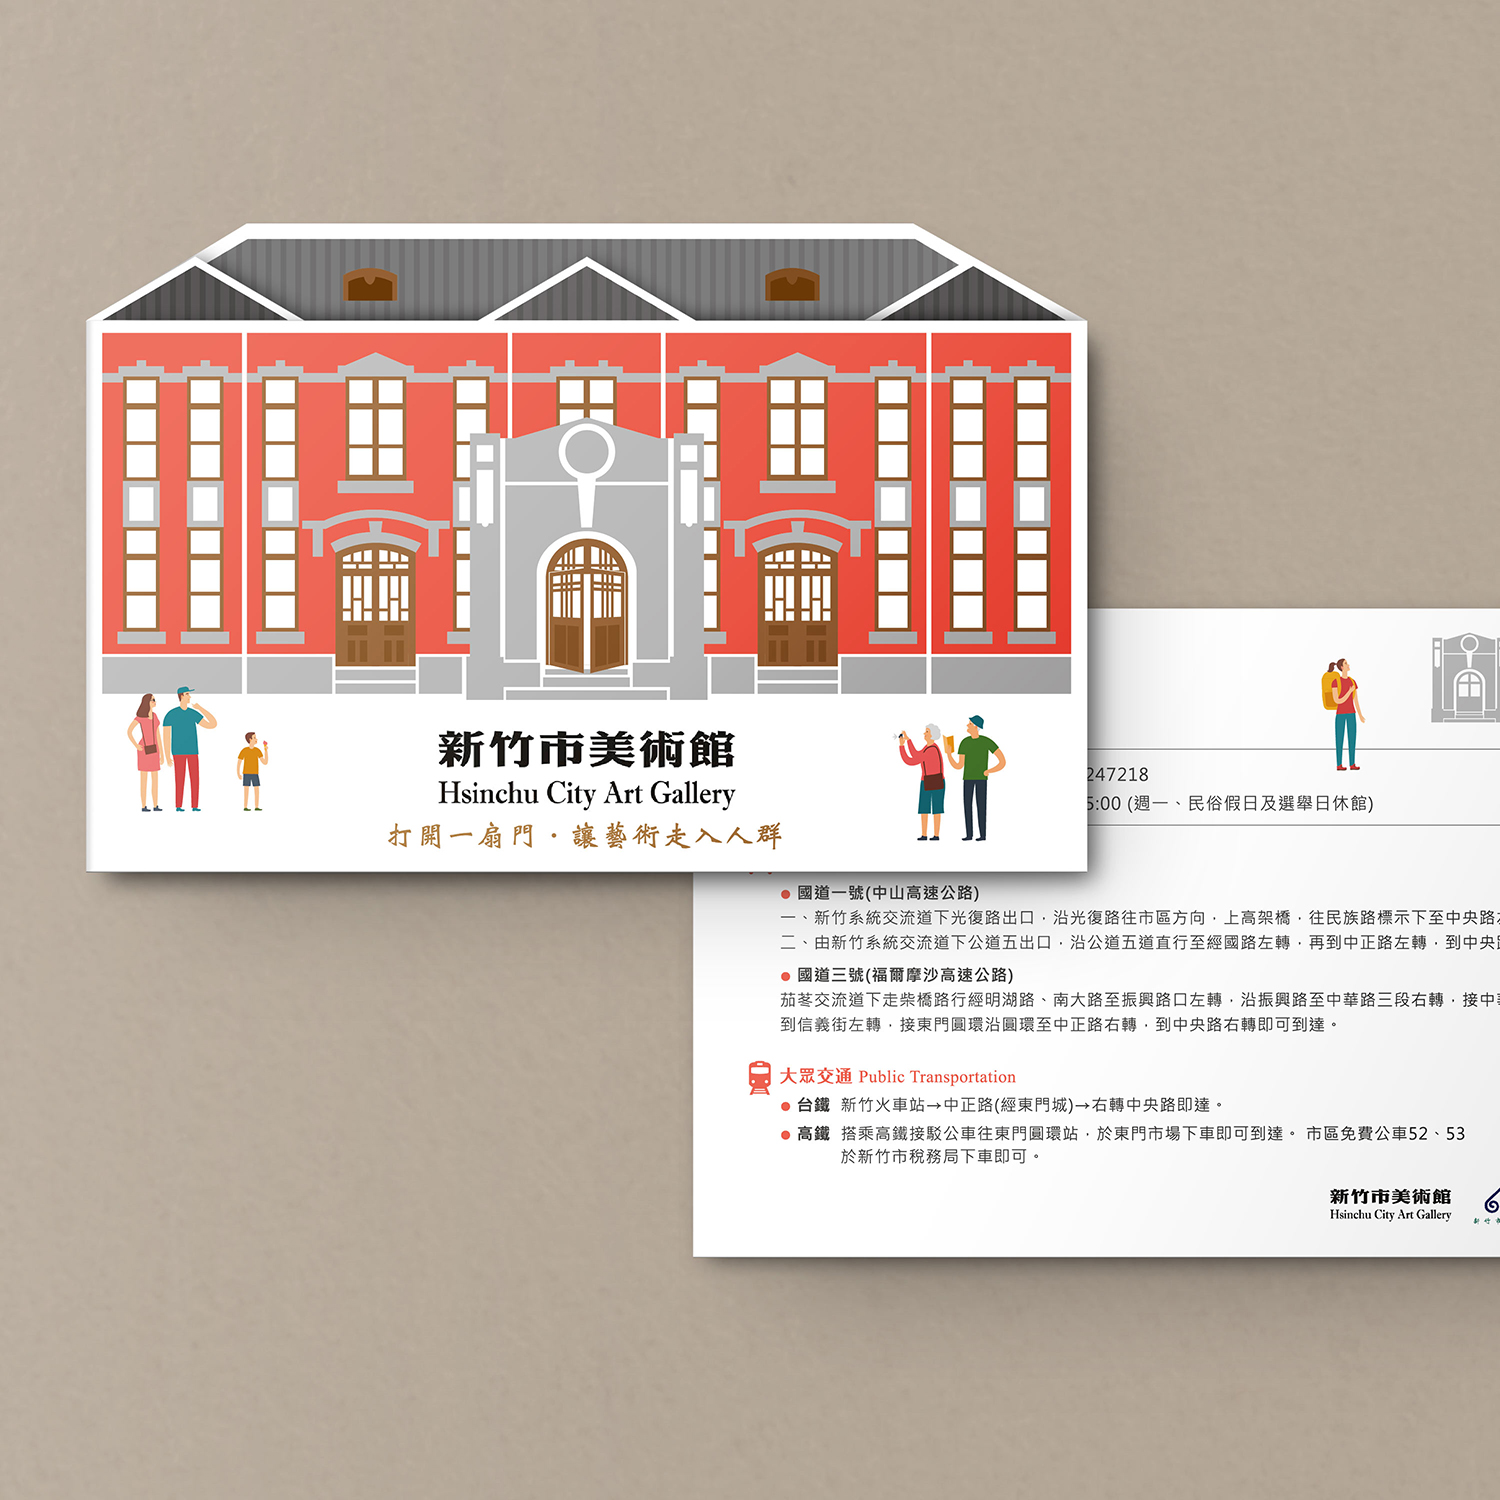 新竹市美術館
Hsinchu City Art Gallery
打開一扇門・讓藝術走入人群
247218
5:00 (週一、民俗假日及選舉日休館)
● 國道一號(中山高速公路)
一、新竹系統交流道下光復路出口，沿光復路往市區方向，上高架橋，往民族路標示下至中央路
二、由新竹系統交流道下公道五出口，沿公道五道直行至經國路左轉，再到中正路左轉，到中央
● 國道三號(福爾摩沙高速公路)
茄苳交流道下走柴橋路行經明湖路、南大路至振興路口左轉，沿振興路至中華路三段右轉，接中
到信義街左轉，接東門圓環沿圓環至中正路右轉，到中央路右轉即可到達。
大眾交通 Public Transportation
● 台鐵 新竹火車站→中正路(經東門城)→右轉中央路即達。
● 高鐵 搭乘高鐵接駁公車往東門圓環站，於東門市場下車即可到達。 市區免費公車52、53
於新竹市稅務局下車即可。
新竹市美術館
Hsinchu City Art Gallery
新竹